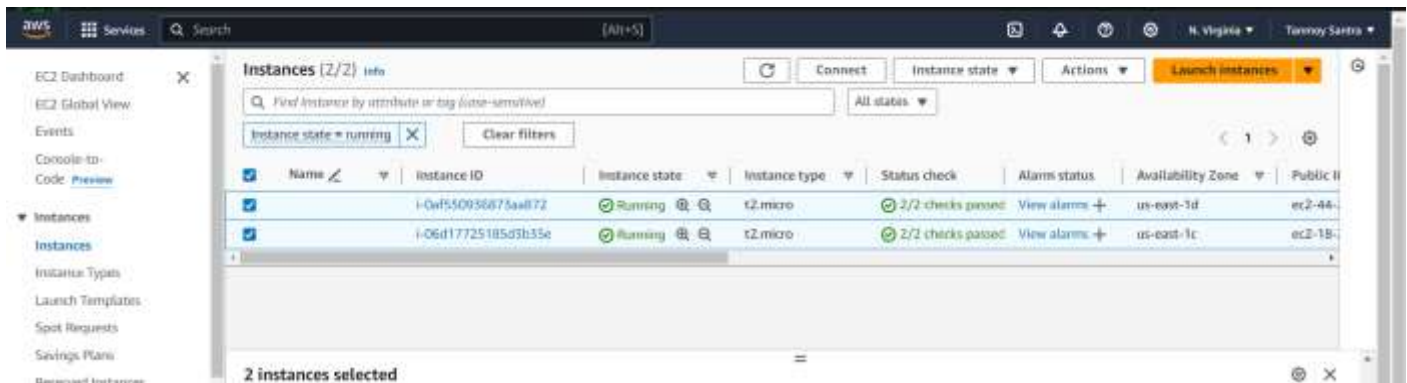 aws Services Search [Alt+S] N. Virginia Tanmoy Santra
EC2 Dashboard
EC2 Global View
Events
Console-to-
Code Preview
Instances
Instances
Instance Types
Launch Templates
Spot Requests
Savings Plans
Reserved Instances
Instances (2/2) Info Connect Instance state Actions Launch instances
Find Instance by attribute or tag (case-sensitive) All states
Instance state = running Clear filters
1
Name Instance ID Instance state Instance type Status check Alarm status Availability Zone Public
Running t2.micro 2/2 checks passed View alarms + us-east-1d ec2-44-
Running t2.micro 2/2 checks passed View alarms + us-east-1c ec2-18-
2 instances selected